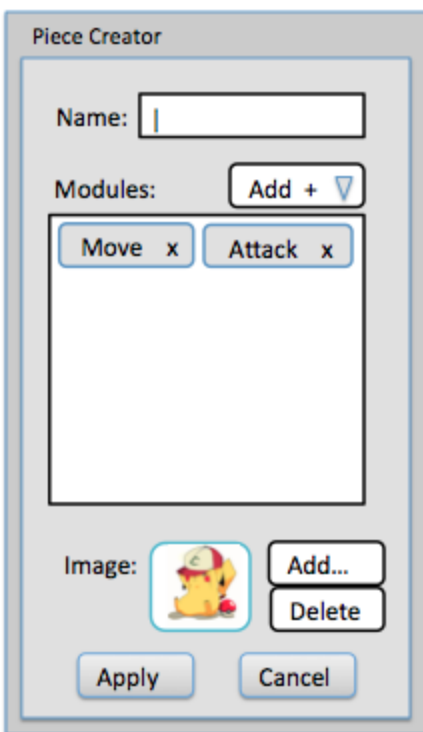 Piece Creator
Name:
Modules: Add +
Move x Attack x
Image: Add...
Delete
Apply Cancel